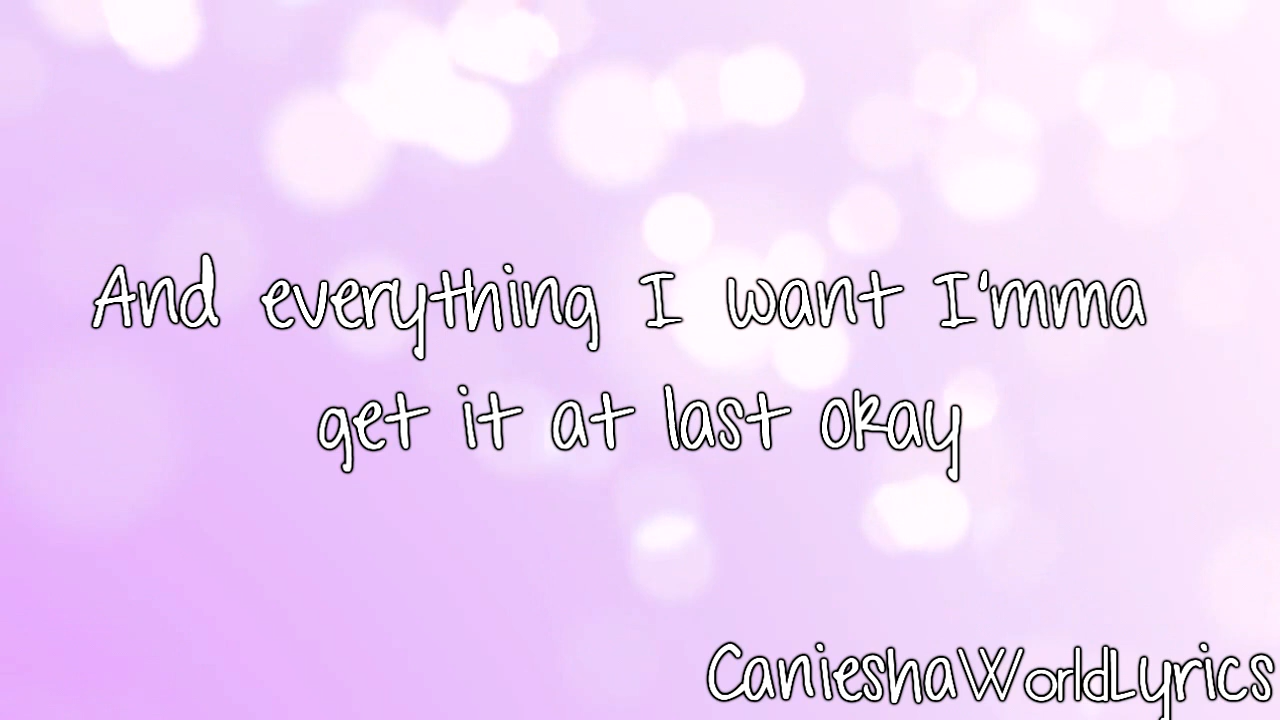 And everything I want I'mma
get it at last okay
CanieshaWorldLyrics